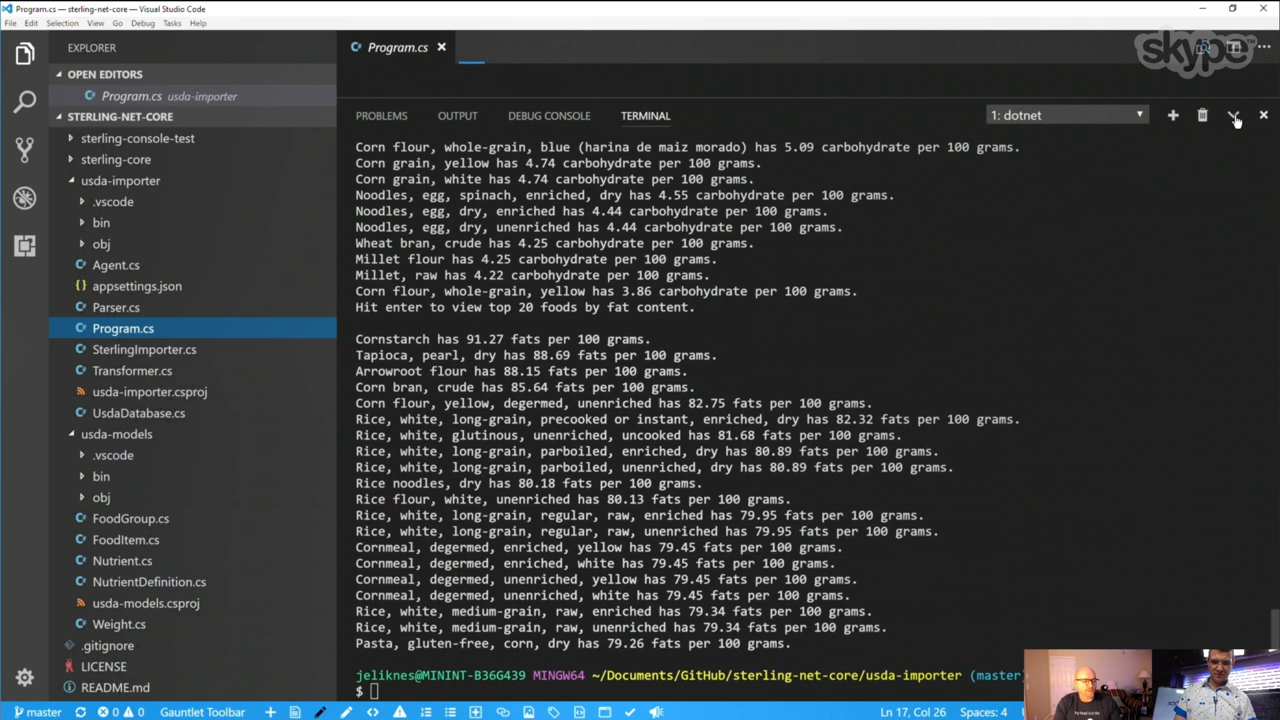 Program.cs — sterling-net-core — Visual Studio Code
File Edit Selection View Go Debug Tasks Help
EXPLORER
OPEN EDITORS
Program.cs usda-importer
STERLING-NET-CORE
sterling-console-test
sterling-core
usda-importer
.vscode
bin
obj
Agent.cs
appsettings.json
Parser.cs
Program.cs
SterlingImporter.cs
Transformer.cs
usda-importer.csproj
UsdaDatabase.cs
usda-models
.vscode
bin
obj
FoodGroup.cs
FoodItem.cs
Nutrient.cs
NutrientDefinition.cs
usda-models.csproj
Weight.cs
.gitignore
LICENSE
README.md
Program.cs
skype™
PROBLEMS OUTPUT DEBUG CONSOLE TERMINAL 1: dotnet
Corn flour, whole-grain, blue (harina de maiz morado) has 5.09 carbohydrate per 100 grams.
Corn grain, yellow has 4.74 carbohydrate per 100 grams.
Corn grain, white has 4.74 carbohydrate per 100 grams.
Noodles, egg, spinach, enriched, dry has 4.55 carbohydrate per 100 grams.
Noodles, egg, dry, enriched has 4.44 carbohydrate per 100 grams.
Noodles, egg, dry, unenriched has 4.44 carbohydrate per 100 grams.
Wheat bran, crude has 4.25 carbohydrate per 100 grams.
Millet flour has 4.25 carbohydrate per 100 grams.
Millet, raw has 4.22 carbohydrate per 100 grams.
Corn flour, whole-grain, yellow has 3.86 carbohydrate per 100 grams.
Hit enter to view top 20 foods by fat content.
Cornstarch has 91.27 fats per 100 grams.
Tapioca, pearl, dry has 88.69 fats per 100 grams.
Arrowroot flour has 88.15 fats per 100 grams.
Corn bran, crude has 85.64 fats per 100 grams.
Corn flour, yellow, degermed, unenriched has 82.75 fats per 100 grams.
Rice, white, long-grain, precooked or instant, enriched, dry has 82.32 fats per 100 grams.
Rice, white, glutinous, unenriched, uncooked has 81.68 fats per 100 grams.
Rice, white, long-grain, parboiled, enriched, dry has 80.89 fats per 100 grams.
Rice, white, long-grain, parboiled, unenriched, dry has 80.89 fats per 100 grams.
Rice noodles, dry has 80.18 fats per 100 grams.
Rice flour, white, unenriched has 80.13 fats per 100 grams.
Rice, white, long-grain, regular, raw, enriched has 79.95 fats per 100 grams.
Rice, white, long-grain, regular, raw, unenriched has 79.95 fats per 100 grams.
Cornmeal, degermed, enriched, yellow has 79.45 fats per 100 grams.
Cornmeal, degermed, enriched, white has 79.45 fats per 100 grams.
Cornmeal, degermed, unenriched, yellow has 79.45 fats per 100 grams.
Cornmeal, degermed, unenriched, white has 79.45 fats per 100 grams.
Rice, white, medium-grain, raw, enriched has 79.34 fats per 100 grams.
Rice, white, medium-grain, raw, unenriched has 79.34 fats per 100 grams.
Pasta, gluten-free, corn, dry has 79.26 fats per 100 grams.
jeliknes@MININT-B36G439 MINGW64 ~/Documents/GitHub/sterling-net-core/usda-importer (master
$
master 0 0 Gauntlet Toolbar Ln 17, Col 26 Spaces: 4